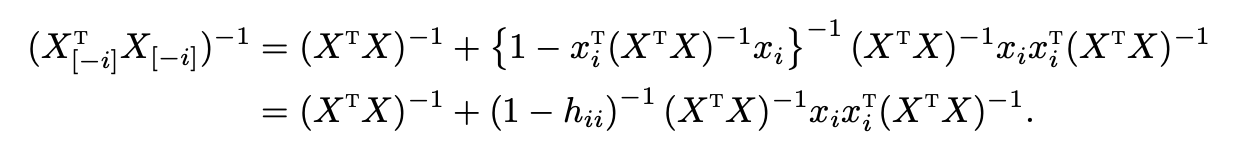 (X_{[-i]}^T X_{[-i]})^{-1} = (X^T X)^{-1} + {1 − x_i^T (X^T X)^{-1} x_i}^{-1} (X^T X)^{-1} x_i x_i^T (X^T X)^{-1}
= (X^T X)^{-1} + (1 − h_{ii})^{-1} (X^T X)^{-1} x_i x_i^T (X^T X)^{-1}.